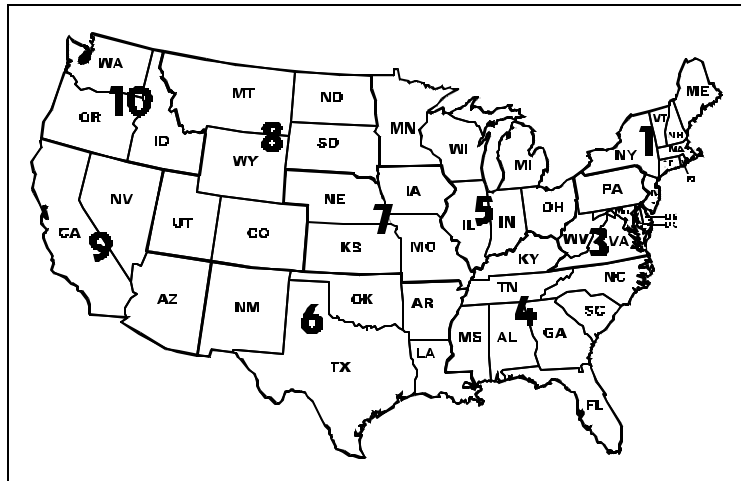 WA
MT
ND
ME
OR
10
ID
8
WY
SD
MN
WI
MI
VT
NH
1
NY
MA
NV
UT
CO
NE
7
IA
KS
MO
5
IL
IN
OH
PA
WV
3
VA
KY
CA
9
AZ
NM
6
OK
TX
AR
LA
TN
NC
4
MS
AL
GA
SC
FL